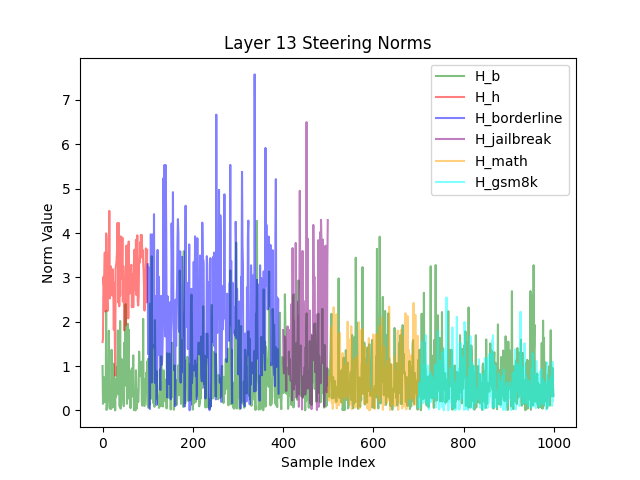 Layer 13 Steering Norms
Norm Value
7
6
5
4
3
2
1
0
H_b
H_h
H_borderline
H_jailbreak
H_math
H_gsm8k
0
200
400
600
800
1000
Sample Index